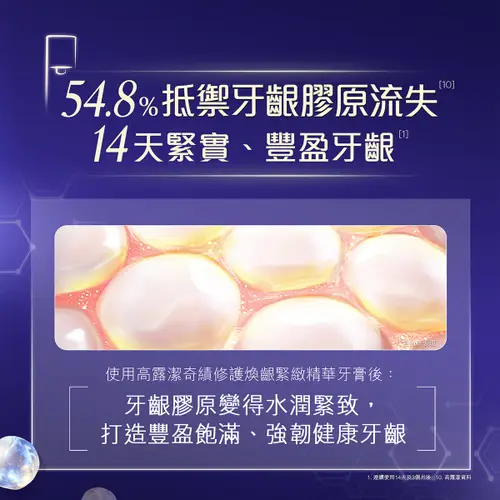 54.8%抵禦牙齦膠原流失[10]
14天緊實、豐盈牙齦[1]
使用高露潔奇績修護煥齦緊緻精華牙膏後：
牙齦膠原變得水潤緊致，
打造豐盈飽滿、強韌健康牙齦